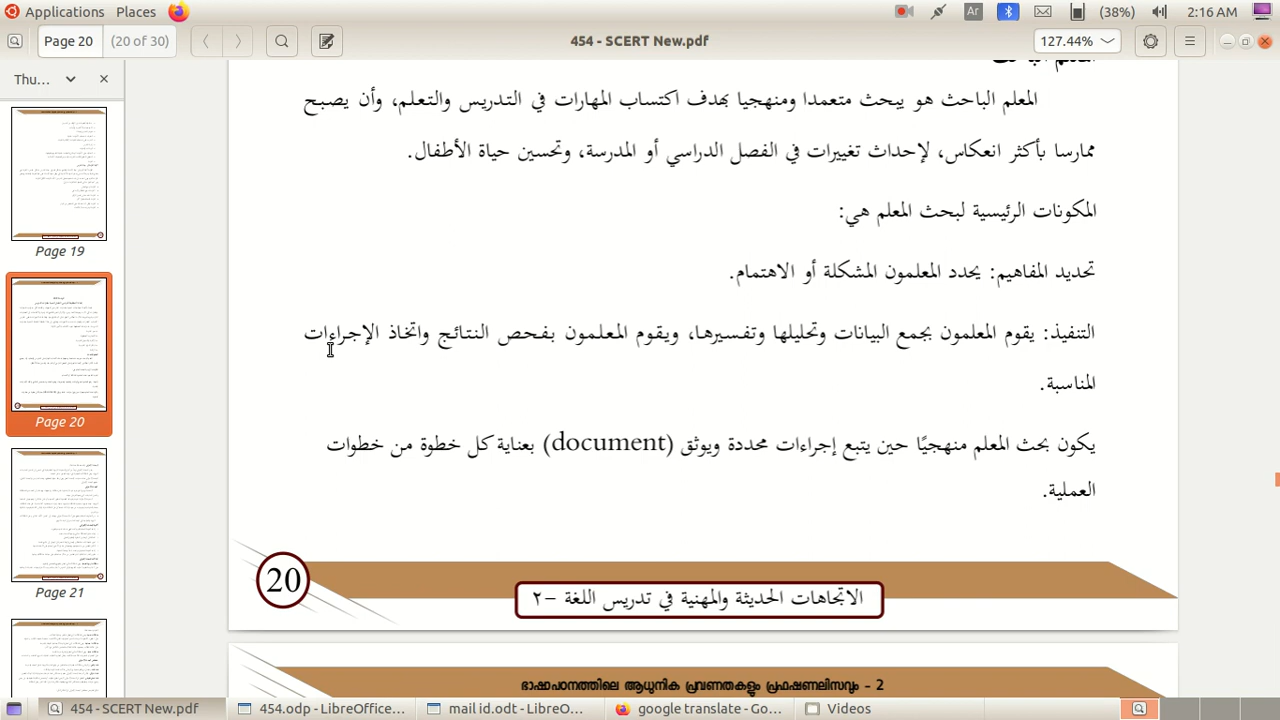 Applications Places
Ar (38%) 2:16 AM
Page 20 (20 of 30) 454 - SCERT New.pdf 127.44%
Thu...
Page 19
Page 20
Page 21
المعلم الباحث هو يبحث متعمدا ومنهجيا بهدف اكتساب المهارات في التدريس والتعلم، وأن يصبح
ممارسا بأكثر انعكاس، لإحداث تغييرات في الفصل الدراسي أو المدرسة، وتحسين حياة الأطفال.
المكونات الرئيسية لبحث المعلم هي:
تحديد المفاهيم: يحدد المعلمون المشكلة أو الاهتمام.
التنفيذ: يقوم المعلمون بجمع البيانات وتحليلها وتفسيرها، ويقوم المعلمون بفحص النتائج واتخاذ الإجراءات
المناسبة.
يكون بحث المعلم منهجيًا حين يتبع إجراءات محددة ويوثق (document) بعناية كل خطوة من خطوات
العملية.
20
الاتجاهات الحديثة والمهنية في تدريس اللغة -٢
ഭാഷാപഠനത്തിലെ ആധുനിക പ്രവണതകളും പ്രഫഷണലിസവും - 2
454 - SCERT New.pdf 454.odp - LibreOffice... mail id.odt - LibreO... google translate - Go... Videos